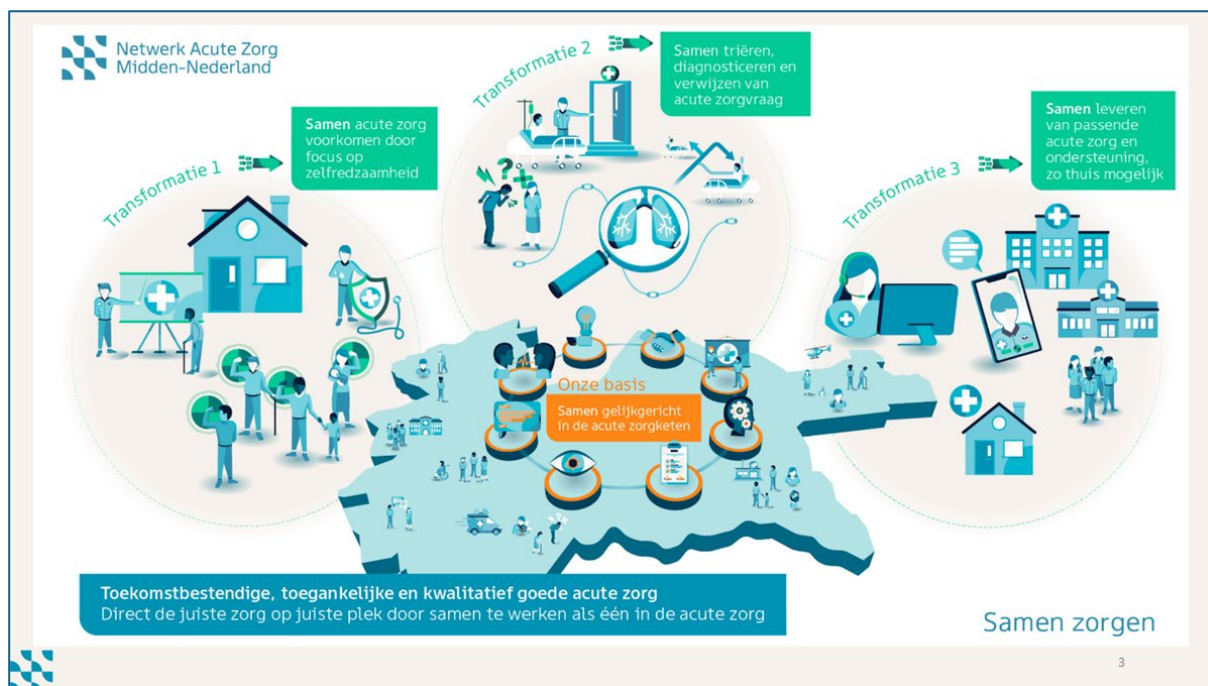 Netwerk Acute Zorg
Midden-Nederland
Transformatie 1
Samen acute zorg
voorkomen door
focus op
zelfredzaamheid
Transformatie 2
Samen triëren,
diagnosticeren en
verwijzen van
acute zorgvraag
Transformatie 3
Samen leveren
van passende
acute zorg en
ondersteuning,
zo thuis mogelijk
Onze basis
Samen gelijkgericht
in de acute zorgketen
Toekomstbestendige, toegankelijke en kwalitatief goede acute zorg
Direct de juiste zorg op juiste plek door samen te werken als één in de acute zorg
Samen zorgen
3